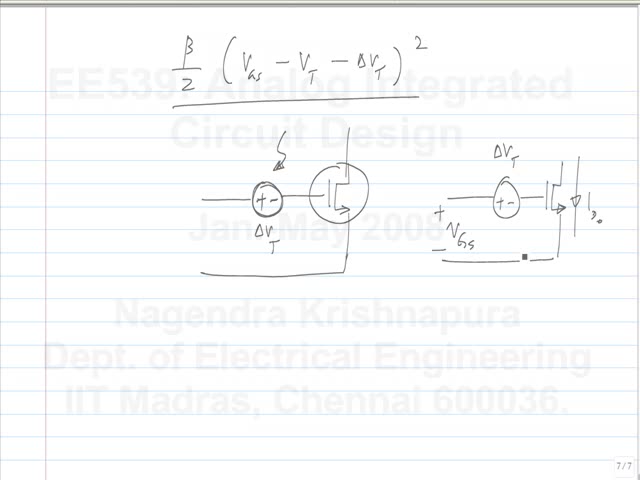 β/2 (V_GS − V_T − ΔV_T)²
EE539: Analog Integrated
Circuit Design
ΔV_T
+ −
ΔV_T
+ −
I_D0
+
V_GS
−
Jan-May 2008
Nagendra Krishnapura
Dept. of Electrical Engineering
IIT Madras, Chennai 600036.
7/7